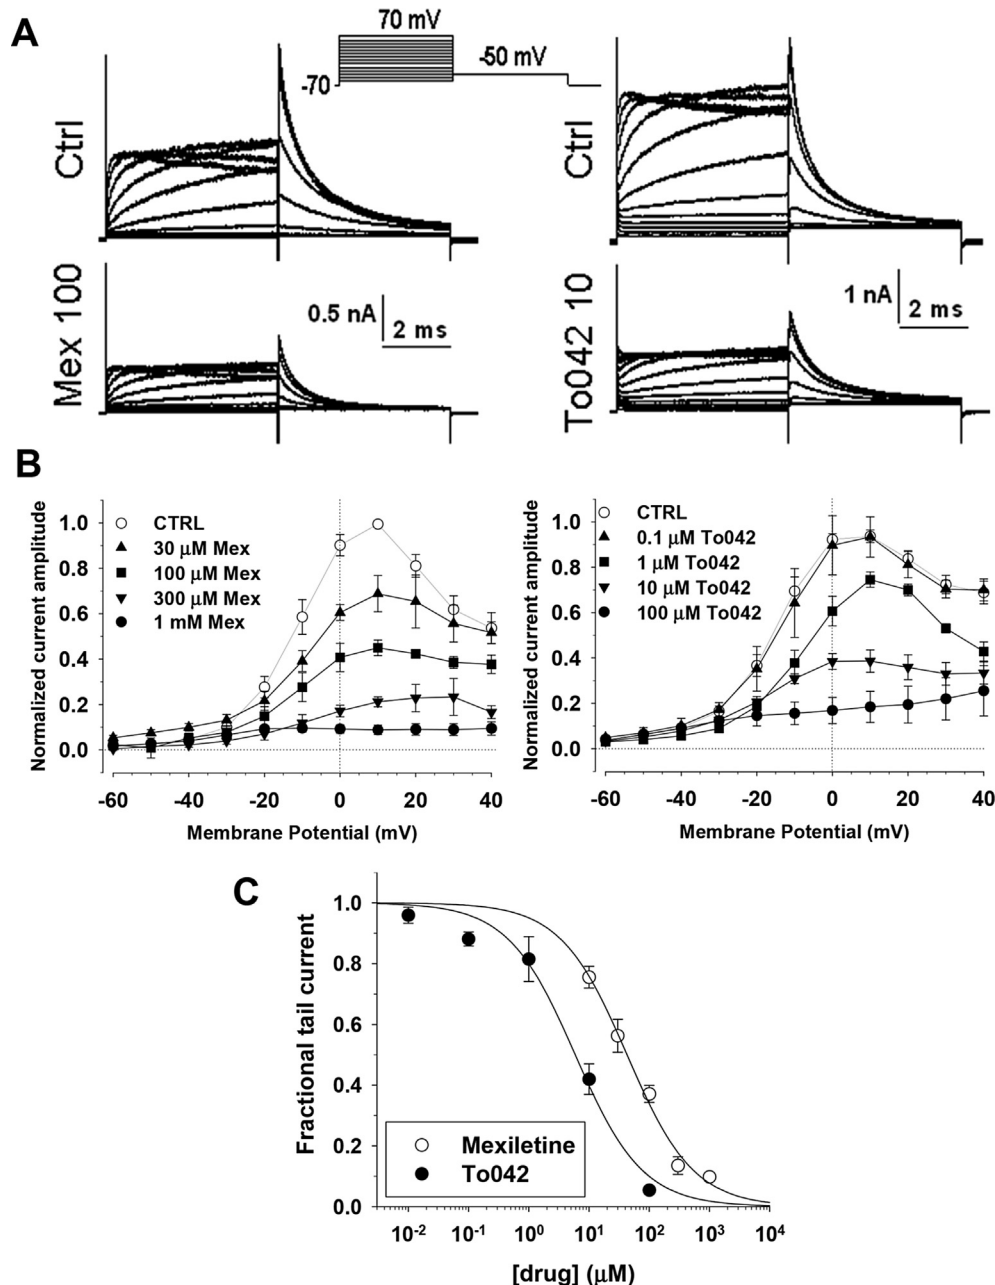 A
Ctrl
70 mV
-50 mV
-70
Ctrl
Mex 100
0.5 nA
2 ms
To042 10
1 nA
2 ms
B
Normalized current amplitude
1.0
0.8
0.6
0.4
0.2
0.0
CTRL
30 μM Mex
100 μM Mex
300 μM Mex
1 mM Mex
-60 -40 -20 0 20 40
Membrane Potential (mV)
Normalized current amplitude
1.0
0.8
0.6
0.4
0.2
0.0
CTRL
0.1 μM To042
1 μM To042
10 μM To042
100 μM To042
-60 -40 -20 0 20 40
Membrane Potential (mV)
C
Fractional tail current
1.0
0.8
0.6
0.4
0.2
0.0
Mexiletine
To042
10⁻² 10⁻¹ 10⁰ 10¹ 10² 10³ 10⁴
[drug] (μM)